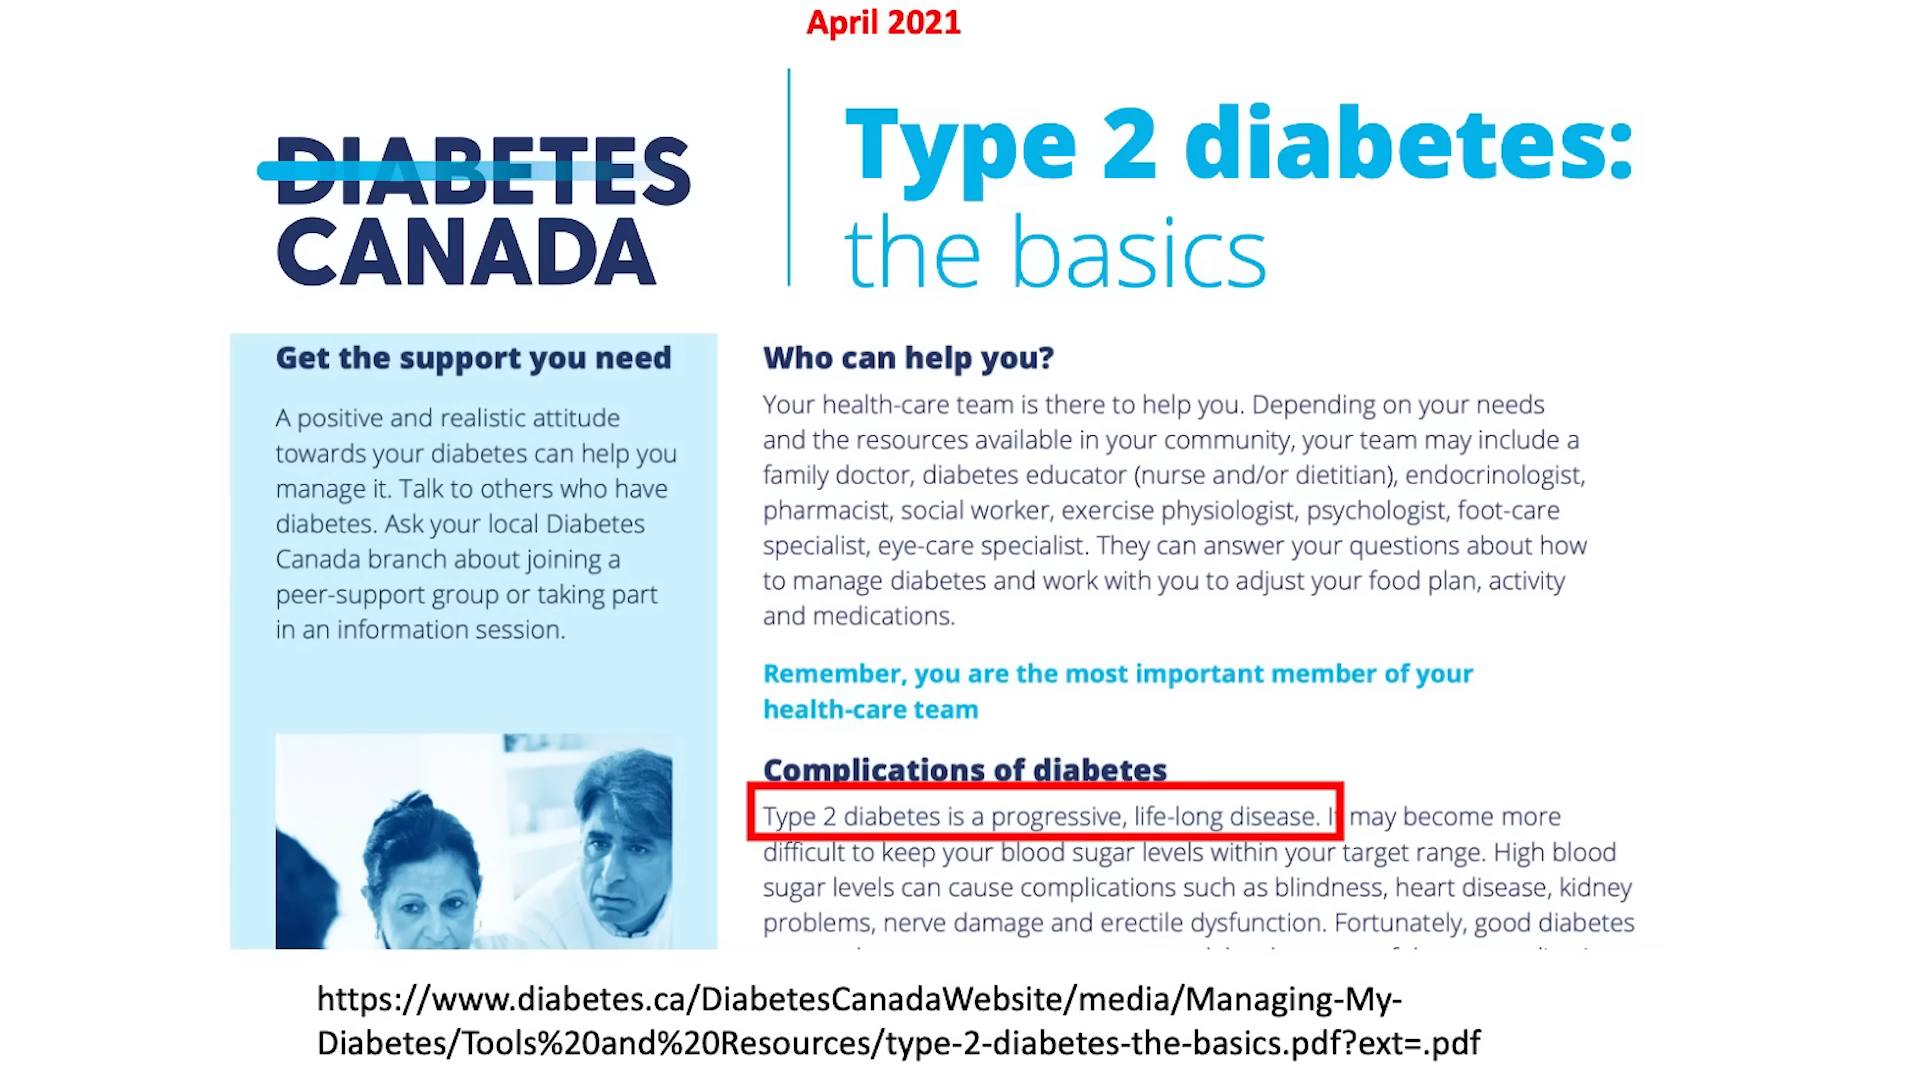 April 2021
DIABETES
CANADA
Type 2 diabetes:
the basics
Get the support you need
A positive and realistic attitude
towards your diabetes can help you
manage it. Talk to others who have
diabetes. Ask your local Diabetes
Canada branch about joining a
peer-support group or taking part
in an information session.
Who can help you?
Your health-care team is there to help you. Depending on your needs
and the resources available in your community, your team may include a
family doctor, diabetes educator (nurse and/or dietitian), endocrinologist,
pharmacist, social worker, exercise physiologist, psychologist, foot-care
specialist, eye-care specialist. They can answer your questions about how
to manage diabetes and work with you to adjust your food plan, activity
and medications.
Remember, you are the most important member of your
health-care team
Complications of diabetes
Type 2 diabetes is a progressive, life-long disease. It may become more
difficult to keep your blood sugar levels within your target range. High blood
sugar levels can cause complications such as blindness, heart disease, kidney
problems, nerve damage and erectile dysfunction. Fortunately, good diabetes
https://www.diabetes.ca/DiabetesCanadaWebsite/media/Managing-My-
Diabetes/Tools%20and%20Resources/type-2-diabetes-the-basics.pdf?ext=.pdf